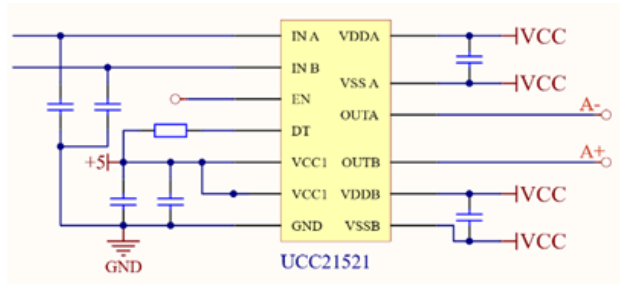 IN A VDDA VCC
IN B
VSS A VCC
EN
OUTA A-
DT
+5 VCC1 OUTB A+
VCC1 VDDB VCC
GND VSSB VCC
GND
UCC21521